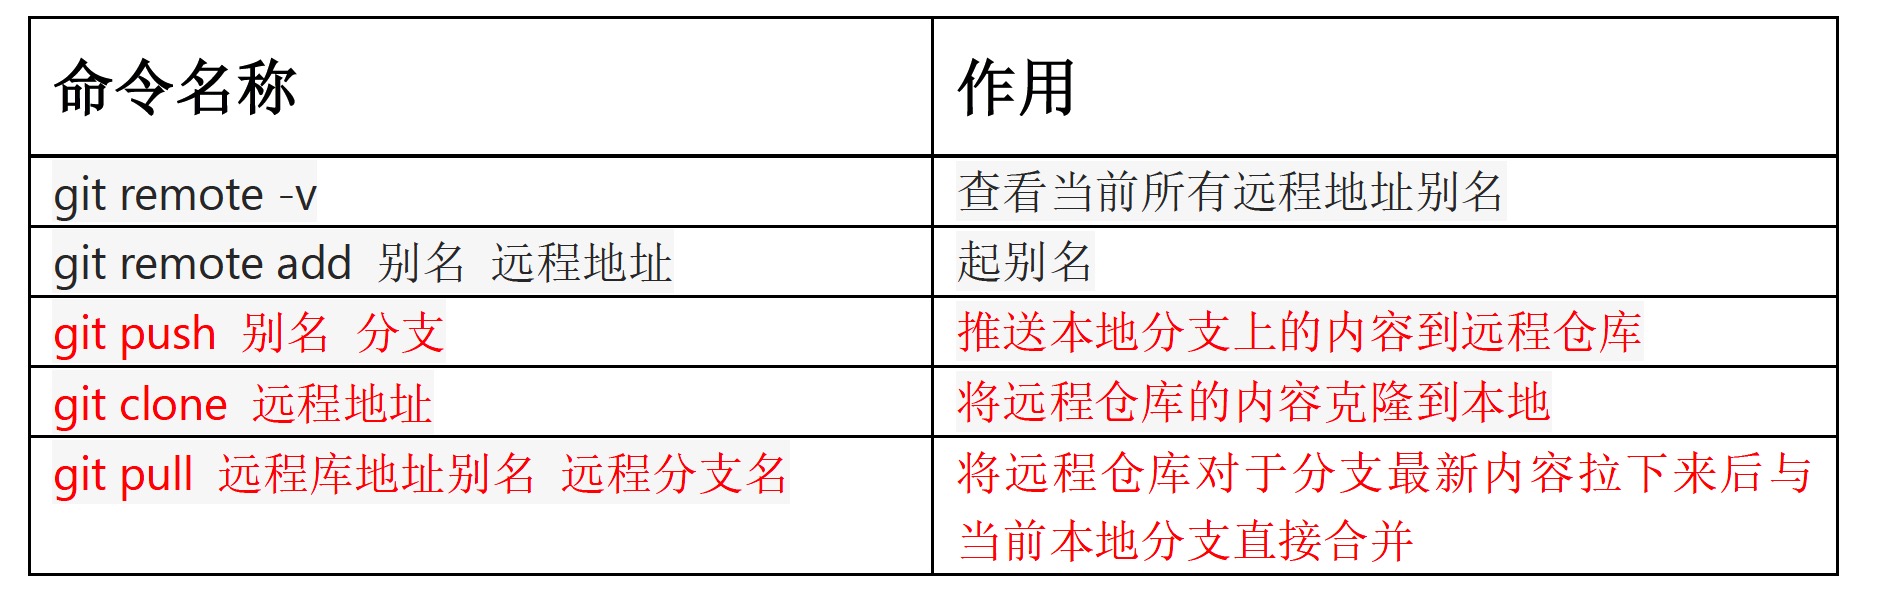 命令名称 作用
git remote -v 查看当前所有远程地址别名
git remote add 别名 远程地址 起别名
git push 别名 分支 推送本地分支上的内容到远程仓库
git clone 远程地址 将远程仓库的内容克隆到本地
git pull 远程库地址别名 远程分支名 将远程仓库对于分支最新内容拉下来后与
当前本地分支直接合并